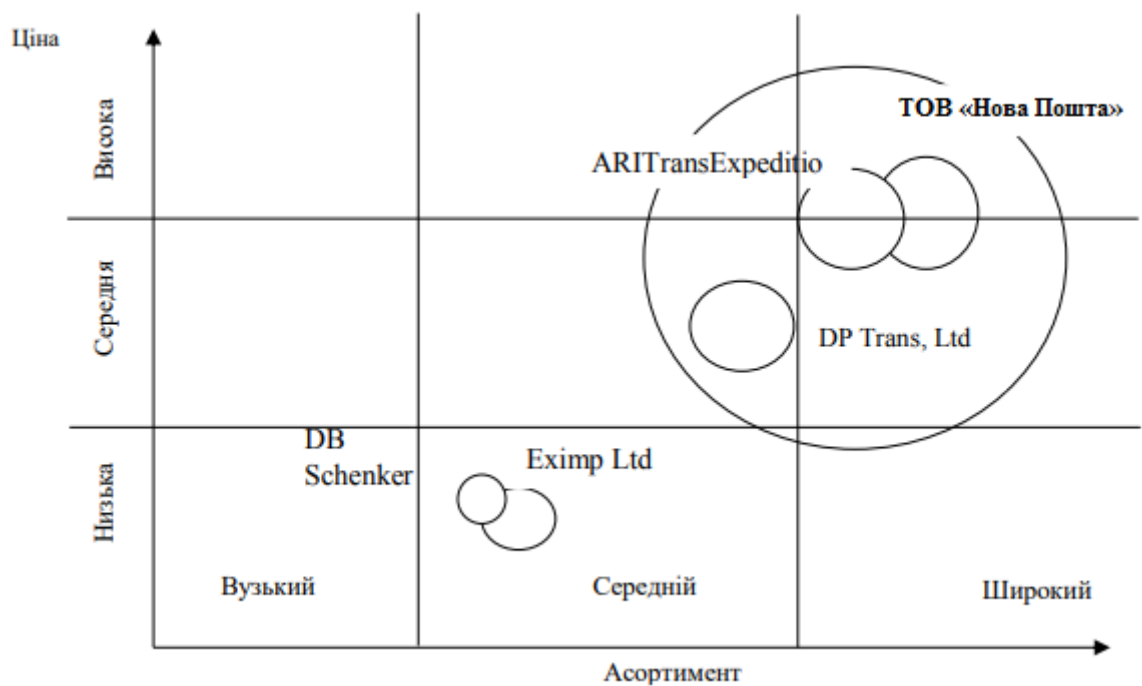 Ціна
Висока
ТОВ «Нова Пошта»
ARITransExpeditio
Середня
DP Trans, Ltd
DB
Schenker
Eximp Ltd
Низька
Вузький
Середній
Широкий
Асортимент